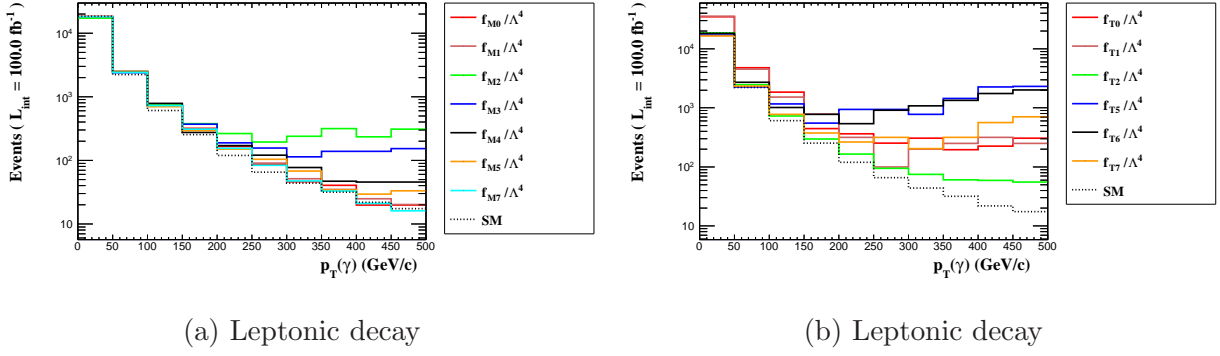 Events ( L_int = 100.0 fb^-1 )
10^4
10^3
10^2
10
0 50 100 150 200 250 300 350 400 450 500
p_T(γ) (GeV/c)
f_M0/Λ^4
f_M1/Λ^4
f_M2/Λ^4
f_M3/Λ^4
f_M4/Λ^4
f_M5/Λ^4
f_M7/Λ^4
SM
(a) Leptonic decay
Events ( L_int = 100.0 fb^-1 )
10^4
10^3
10^2
10
0 50 100 150 200 250 300 350 400 450 500
p_T(γ) (GeV/c)
f_T0/Λ^4
f_T1/Λ^4
f_T2/Λ^4
f_T5/Λ^4
f_T6/Λ^4
f_T7/Λ^4
SM
(b) Leptonic decay